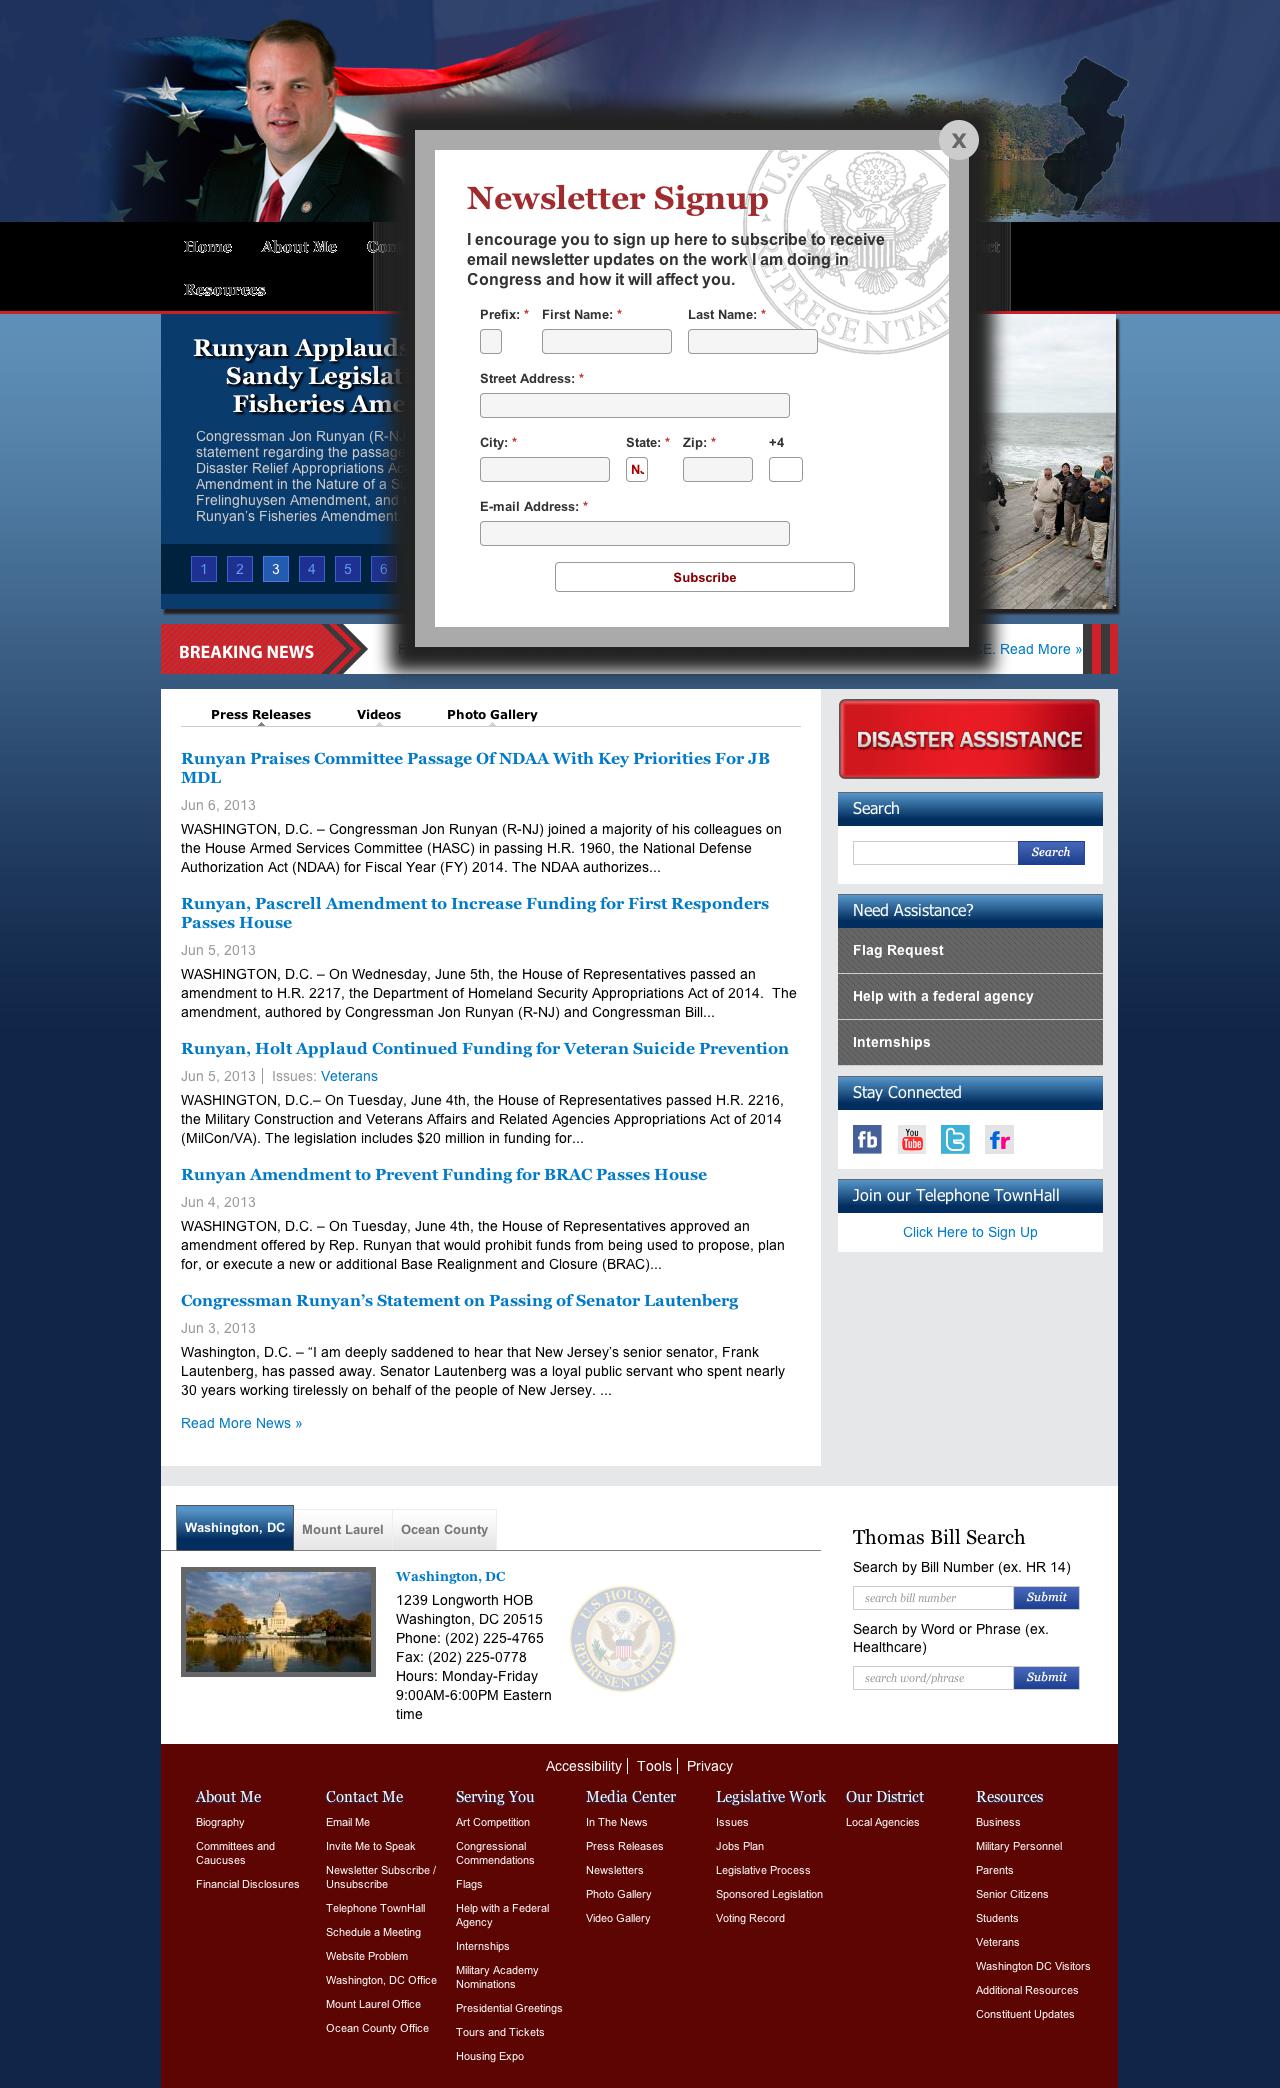 Newsletter Signup
I encourage you to sign up here to subscribe to receive
email newsletter updates on the work I am doing in
Congress and how it will affect you.
Prefix: * First Name: * Last Name: *
Street Address: *
City: * State: * Zip: * +4
E-mail Address: *
Subscribe
X
Home About Me
Resources
Runyan Applauds
Sandy
Fisheries
Congressman Jon Runyan
statement regarding the passage
Disaster Relief Appropriations
Amendment in the Nature of a
Frelinghuysen Amendment, and
Runyan's Fisheries Amendment
1 2 3 4 5 6
BREAKING NEWS
Read More »
Press Releases Videos Photo Gallery
Runyan Praises Committee Passage Of NDAA With Key Priorities For JB
MDL
Jun 6, 2013
WASHINGTON, D.C. – Congressman Jon Runyan (R-NJ) joined a majority of his colleagues on
the House Armed Services Committee (HASC) in passing H.R. 1960, the National Defense
Authorization Act (NDAA) for Fiscal Year (FY) 2014. The NDAA authorizes...
Runyan, Pascrell Amendment to Increase Funding for First Responders
Passes House
Jun 5, 2013
WASHINGTON, D.C. – On Wednesday, June 5th, the House of Representatives passed an
amendment to H.R. 2217, the Department of Homeland Security Appropriations Act of 2014. The
amendment, authored by Congressman Jon Runyan (R-NJ) and Congressman Bill...
Runyan, Holt Applaud Continued Funding for Veteran Suicide Prevention
Jun 5, 2013 Issues: Veterans
WASHINGTON, D.C.– On Tuesday, June 4th, the House of Representatives passed H.R. 2216,
the Military Construction and Veterans Affairs and Related Agencies Appropriations Act of 2014
(MilCon/VA). The legislation includes $20 million in funding for...
Runyan Amendment to Prevent Funding for BRAC Passes House
Jun 4, 2013
WASHINGTON, D.C. – On Tuesday, June 4th, the House of Representatives approved an
amendment offered by Rep. Runyan that would prohibit funds from being used to propose, plan
for, or execute a new or additional Base Realignment and Closure (BRAC)...
Congressman Runyan's Statement on Passing of Senator Lautenberg
Jun 3, 2013
Washington, D.C. – "I am deeply saddened to hear that New Jersey's senior senator, Frank
Lautenberg, has passed away. Senator Lautenberg was a loyal public servant who spent nearly
30 years working tirelessly on behalf of the people of New Jersey. ...
Read More News »
DISASTER ASSISTANCE
Search
Search
Need Assistance?
Flag Request
Help with a federal agency
Internships
Stay Connected
fb You Tube t fr
Join our Telephone TownHall
Click Here to Sign Up
Washington, DC Mount Laurel Ocean County
Washington, DC
1239 Longworth HOB
Washington, DC 20515
Phone: (202) 225-4765
Fax: (202) 225-0778
Hours: Monday-Friday
9:00AM-6:00PM Eastern
time
U.S. HOUSE OF REPRESENTATIVES
Thomas Bill Search
Search by Bill Number (ex. HR 14)
search bill number Submit
Search by Word or Phrase (ex.
Healthcare)
search word/phrase Submit
Accessibility Tools Privacy
About Me
Biography
Committees and
Caucuses
Financial Disclosures
Contact Me
Email Me
Invite Me to Speak
Newsletter Subscribe /
Unsubscribe
Telephone TownHall
Schedule a Meeting
Website Problem
Washington, DC Office
Mount Laurel Office
Ocean County Office
Serving You
Art Competition
Congressional
Commendations
Flags
Help with a Federal
Agency
Internships
Military Academy
Nominations
Presidential Greetings
Tours and Tickets
Housing Expo
Media Center
In The News
Press Releases
Newsletters
Photo Gallery
Video Gallery
Legislative Work
Issues
Jobs Plan
Legislative Process
Sponsored Legislation
Voting Record
Our District
Local Agencies
Resources
Business
Military Personnel
Parents
Senior Citizens
Students
Veterans
Washington DC Visitors
Additional Resources
Constituent Updates